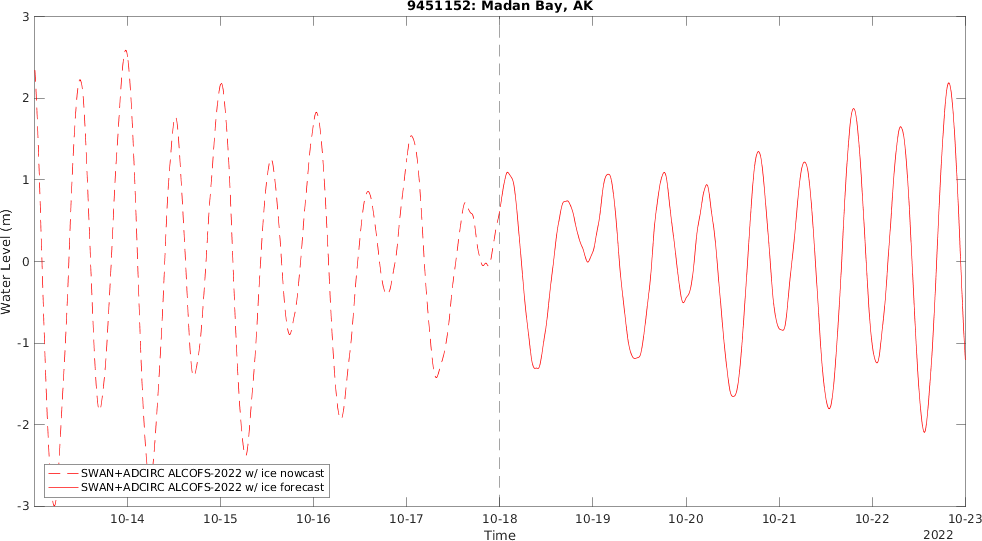 9451152: Madan Bay, AK
Water Level (m)
3
2
1
0
-1
-2
-3
SWAN+ADCIRC ALCOFS-2022 w/ ice nowcast
SWAN+ADCIRC ALCOFS-2022 w/ ice forecast
10-14 10-15 10-16 10-17 10-18 10-19 10-20 10-21 10-22 10-23
Time
2022